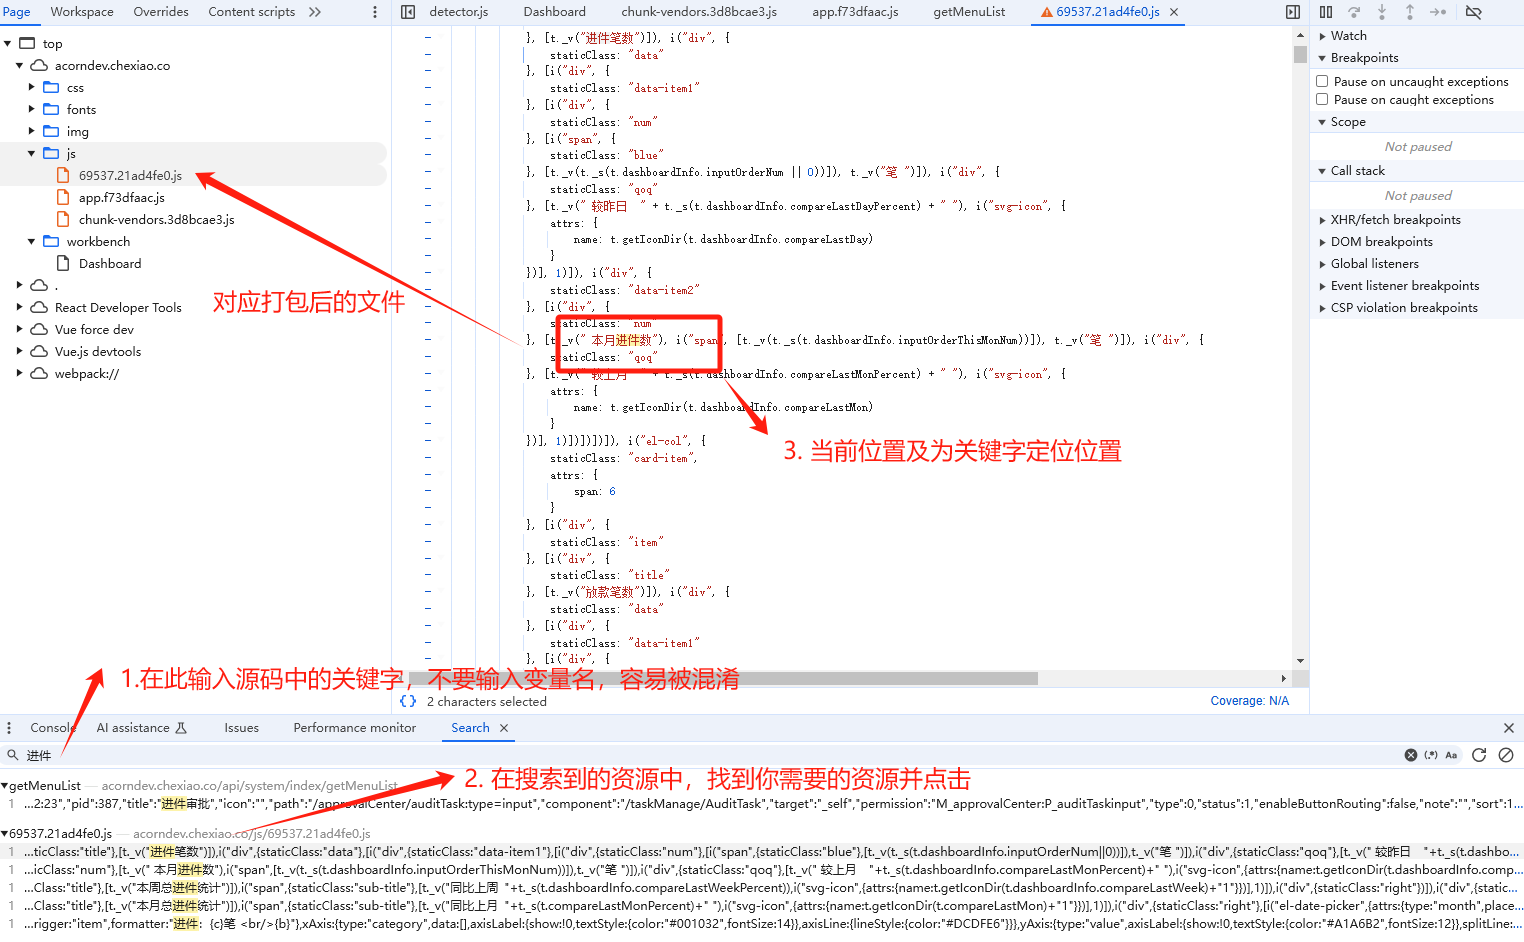 Page Workspace Overrides Content scripts
detector.js Dashboard chunk-vendors.3d8bcae3.js app.f73dfaac.js getMenuList 69537.21ad4fe0.js
top
acorndev.chexiao.co
css
fonts
img
js
69537.21ad4fe0.js
app.f73dfaac.js
chunk-vendors.3d8bcae3.js
workbench
Dashboard
.
React Developer Tools
Vue force dev
Vue.js devtools
webpack://
对应打包后的文件
}, [t._v("进件笔数")]), i("div", {
staticClass: "data"
}, [i("div", {
staticClass: "data-item1"
}, [i("div", {
staticClass: "num"
}, [i("span", {
staticClass: "blue"
}, [t._v(t._s(t.dashboardInfo.inputOrderNum || 0))]), t._v("笔 ")]), i("div", {
staticClass: "qoq"
}, [t._v(" 较昨日 " + t._s(t.dashboardInfo.compareLastDayPercent) + " "), i("svg-icon", {
attrs: {
name: t.getIconDir(t.dashboardInfo.compareLastDay)
}
})], 1)]), i("div", {
staticClass: "data-item2"
}, [i("div", {
staticClass: "num"
}, [t._v(" 本月进件数"), i("span", [t._v(t._s(t.dashboardInfo.inputOrderThisMonNum))]), t._v("笔 ")]), i("div", {
staticClass: "qoq"
}, [t._v(" 较上月 " + t._s(t.dashboardInfo.compareLastMonPercent) + " "), i("svg-icon", {
attrs: {
name: t.getIconDir(t.dashboardInfo.compareLastMon)
}
})], 1)])])])]), i("el-col", {
staticClass: "card-item",
attrs: {
span: 6
}
}, [i("div", {
staticClass: "item"
}, [i("div", {
staticClass: "title"
}, [t._v("放款笔数")]), i("div", {
staticClass: "data"
}, [i("div", {
staticClass: "data-item1"
}, [i("div", {
3. 当前位置及为关键字定位位置
1.在此输入源码中的关键字，不要输入变量名，容易被混淆
{} 2 characters selected Coverage: N/A
Watch
Breakpoints
Pause on uncaught exceptions
Pause on caught exceptions
Scope
Not paused
Call stack
Not paused
XHR/fetch breakpoints
DOM breakpoints
Global listeners
Event listener breakpoints
CSP violation breakpoints
Console AI assistance Issues Performance monitor Search
进件 (.*) Aa
2. 在搜索到的资源中，找到你需要的资源并点击
getMenuList — acorndev.chexiao.co/api/system/index/getMenuList
1 ...2:23","pid":387,"title":"进件审批","icon":"","path":"/approvalCenter/auditTask:type=input","component":"/taskManage/AuditTask","target":"_self","permission":"M_approvalCenter:P_auditTaskinput","type":0,"status":1,"enableButtonRouting":false,"note":"","sort":1...
69537.21ad4fe0.js — acorndev.chexiao.co/js/69537.21ad4fe0.js
1 ...ticClass:"title"},[t._v("进件笔数")]),i("div",{staticClass:"data"},[i("div",{staticClass:"data-item1"},[i("div",{staticClass:"num"},[i("span",{staticClass:"blue"},[t._v(t._s(t.dashboardInfo.inputOrderNum||0))]),t._v("笔 ")]),i("div",{staticClass:"qoq"},[t._v(" 较昨日 "+t._s(t.dashbo...
1 ...icClass:"num"},[t._v(" 本月进件数"),i("span",[t._v(t._s(t.dashboardInfo.inputOrderThisMonNum))]),t._v("笔 ")]),i("div",{staticClass:"qoq"},[t._v(" 较上月 "+t._s(t.dashboardInfo.compareLastMonPercent)+" "),i("svg-icon",{attrs:{name:t.getIconDir(t.dashboardInfo.comp...
1 ...Class:"title"},[t._v("本周总进件统计")]),i("span",{staticClass:"sub-title"},[t._v("同比上周 "+t._s(t.dashboardInfo.compareLastWeekPercent)),i("svg-icon",{attrs:{name:t.getIconDir(t.dashboardInfo.compareLastWeek)+"1"}})],1)]),i("div",{staticClass:"right"})]),i("div",{static...
1 ...Class:"title"},[t._v("本月总进件统计")]),i("span",{staticClass:"sub-title"},[t._v("同比上月 "+t._s(t.compareLastMonPercent)+" "),i("svg-icon",{attrs:{name:t.getIconDir(t.compareLastMon)+"1"}})],1)]),i("div",{staticClass:"right"},[i("el-date-picker",{attrs:{type:"month",place...
1 ...rigger:"item",formatter:"进件：{c}笔 <br/>{b}"},xAxis:{type:"category",data:[],axisLabel:{show:!0,textStyle:{color:"#001032",fontSize:14}},axisLine:{lineStyle:{color:"#DCDFE6"}}},yAxis:{type:"value",axisLabel:{show:!0,textStyle:{color:"#A1A6B2",fontSize:12}},splitLine:...